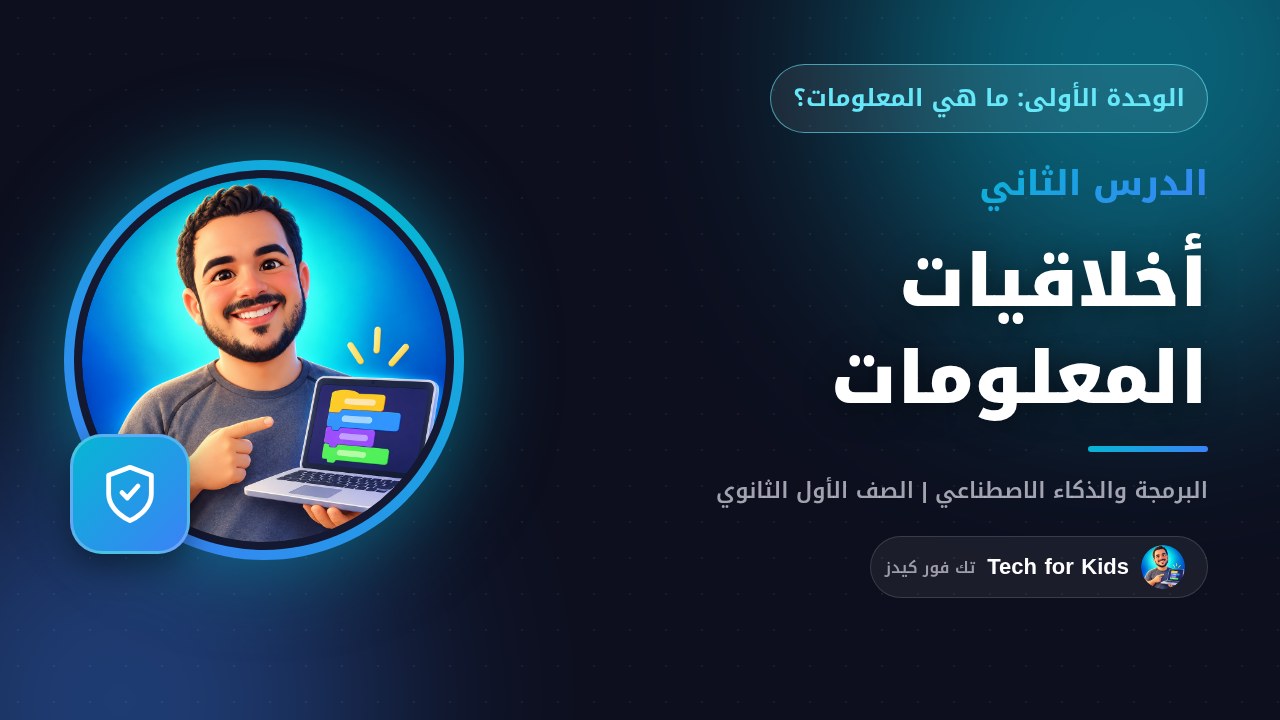 الوحدة الأولى: ما هي المعلومات؟
الدرس الثاني
أخلاقيات
المعلومات
البرمجة والذكاء الاصطناعي | الصف الأول الثانوي
Tech for Kids تك فور كيدز